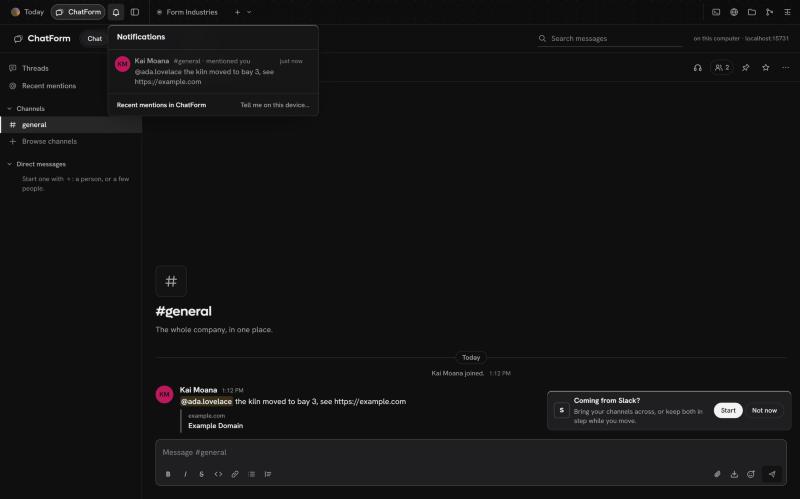 Today
ChatForm
Form Industries
ChatForm
Chat
Search messages
on this computer · localhost:15731
Notifications
KM
Kai Moana #general · mentioned you just now
@ada.lovelace the kiln moved to bay 3, see
https://example.com
Recent mentions in ChatForm
Tell me on this device...
Threads
Recent mentions
Channels
# general
Browse channels
Direct messages
Start one with + : a person, or a few
people.
2
#
#general
The whole company, in one place.
Today
Kai Moana joined. 1:12 PM
KM
Kai Moana 1:12 PM
@ada.lovelace the kiln moved to bay 3, see https://example.com
example.com
Example Domain
S
Coming from Slack?
Bring your channels across, or keep both in
step while you move.
Start
Not now
Message #general
B I S